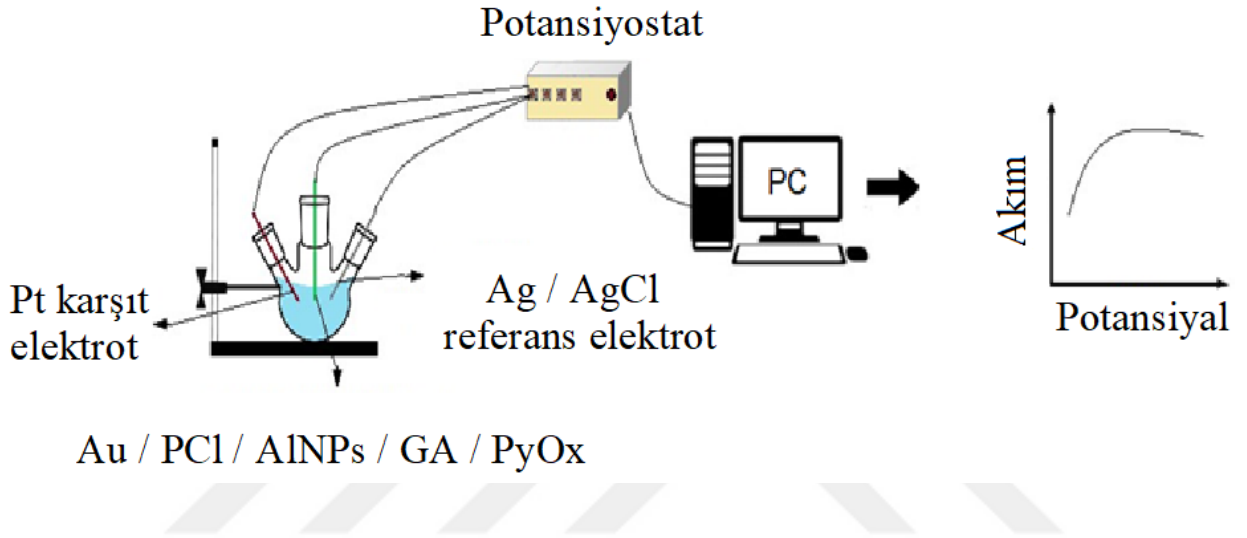 Potansiyostat
PC
Akım
Potansiyal
Pt karşıt
elektrot
Ag / AgCl
referans elektrot
Au / PCl / AlNPs / GA / PyOx